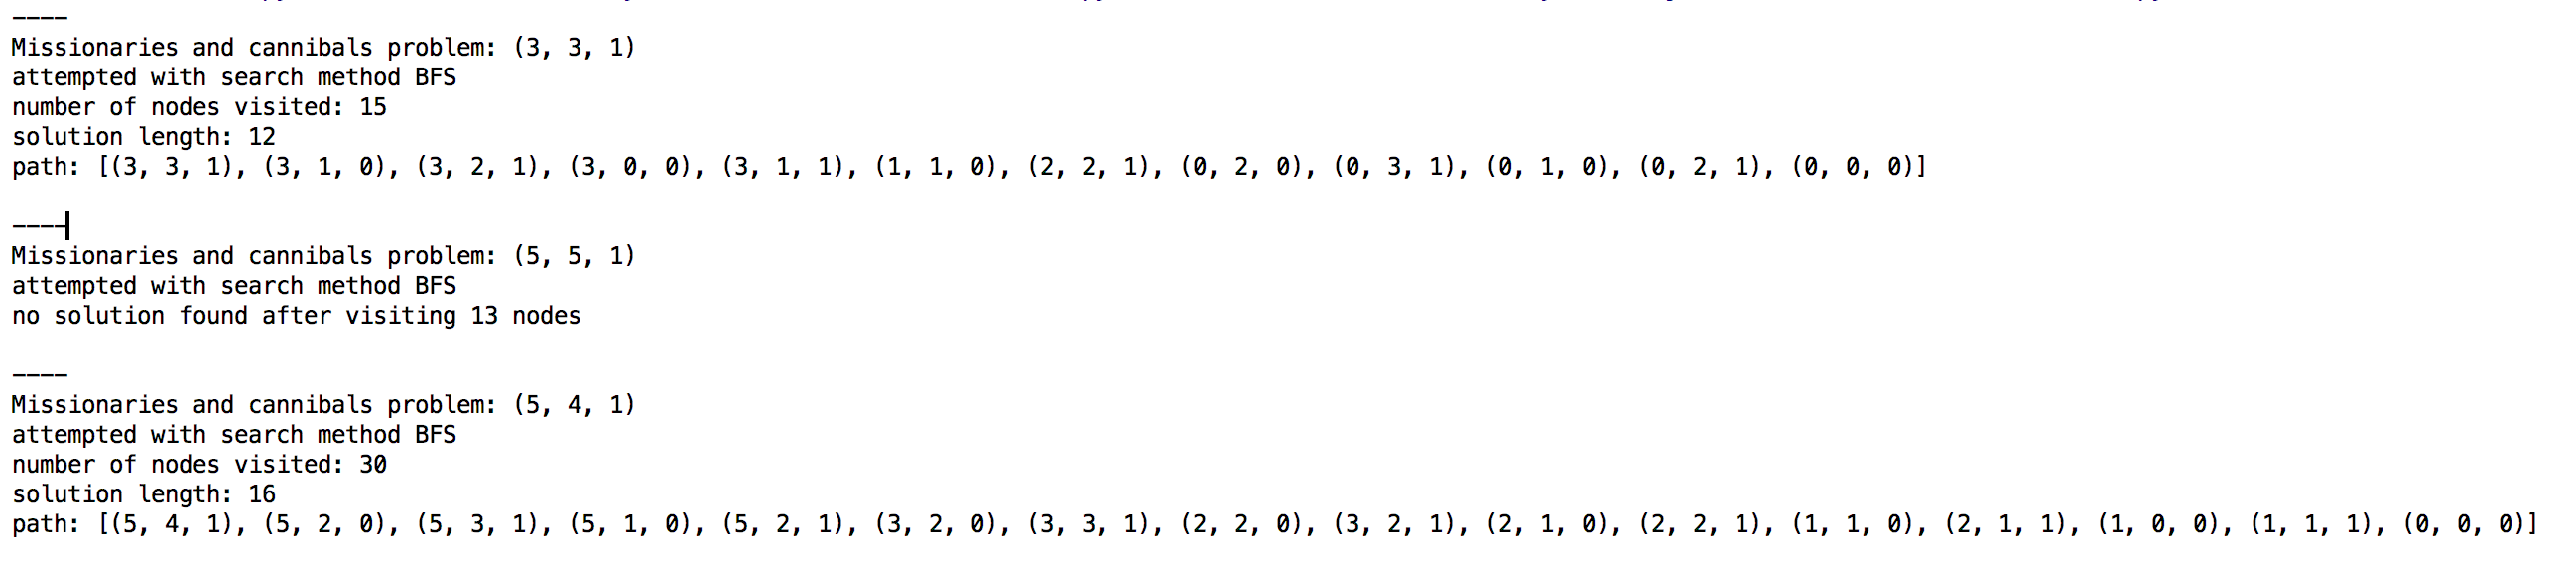 ----
Missionaries and cannibals problem: (3, 3, 1)
attempted with search method BFS
number of nodes visited: 15
solution length: 12
path: [(3, 3, 1), (3, 1, 0), (3, 2, 1), (3, 0, 0), (3, 1, 1), (1, 1, 0), (2, 2, 1), (0, 2, 0), (0, 3, 1), (0, 1, 0), (0, 2, 1), (0, 0, 0)]
----
Missionaries and cannibals problem: (5, 5, 1)
attempted with search method BFS
no solution found after visiting 13 nodes
----
Missionaries and cannibals problem: (5, 4, 1)
attempted with search method BFS
number of nodes visited: 30
solution length: 16
path: [(5, 4, 1), (5, 2, 0), (5, 3, 1), (5, 1, 0), (5, 2, 1), (3, 2, 0), (3, 3, 1), (2, 2, 0), (3, 2, 1), (2, 1, 0), (2, 2, 1), (1, 1, 0), (2, 1, 1), (1, 0, 0), (1, 1, 1), (0, 0, 0)]